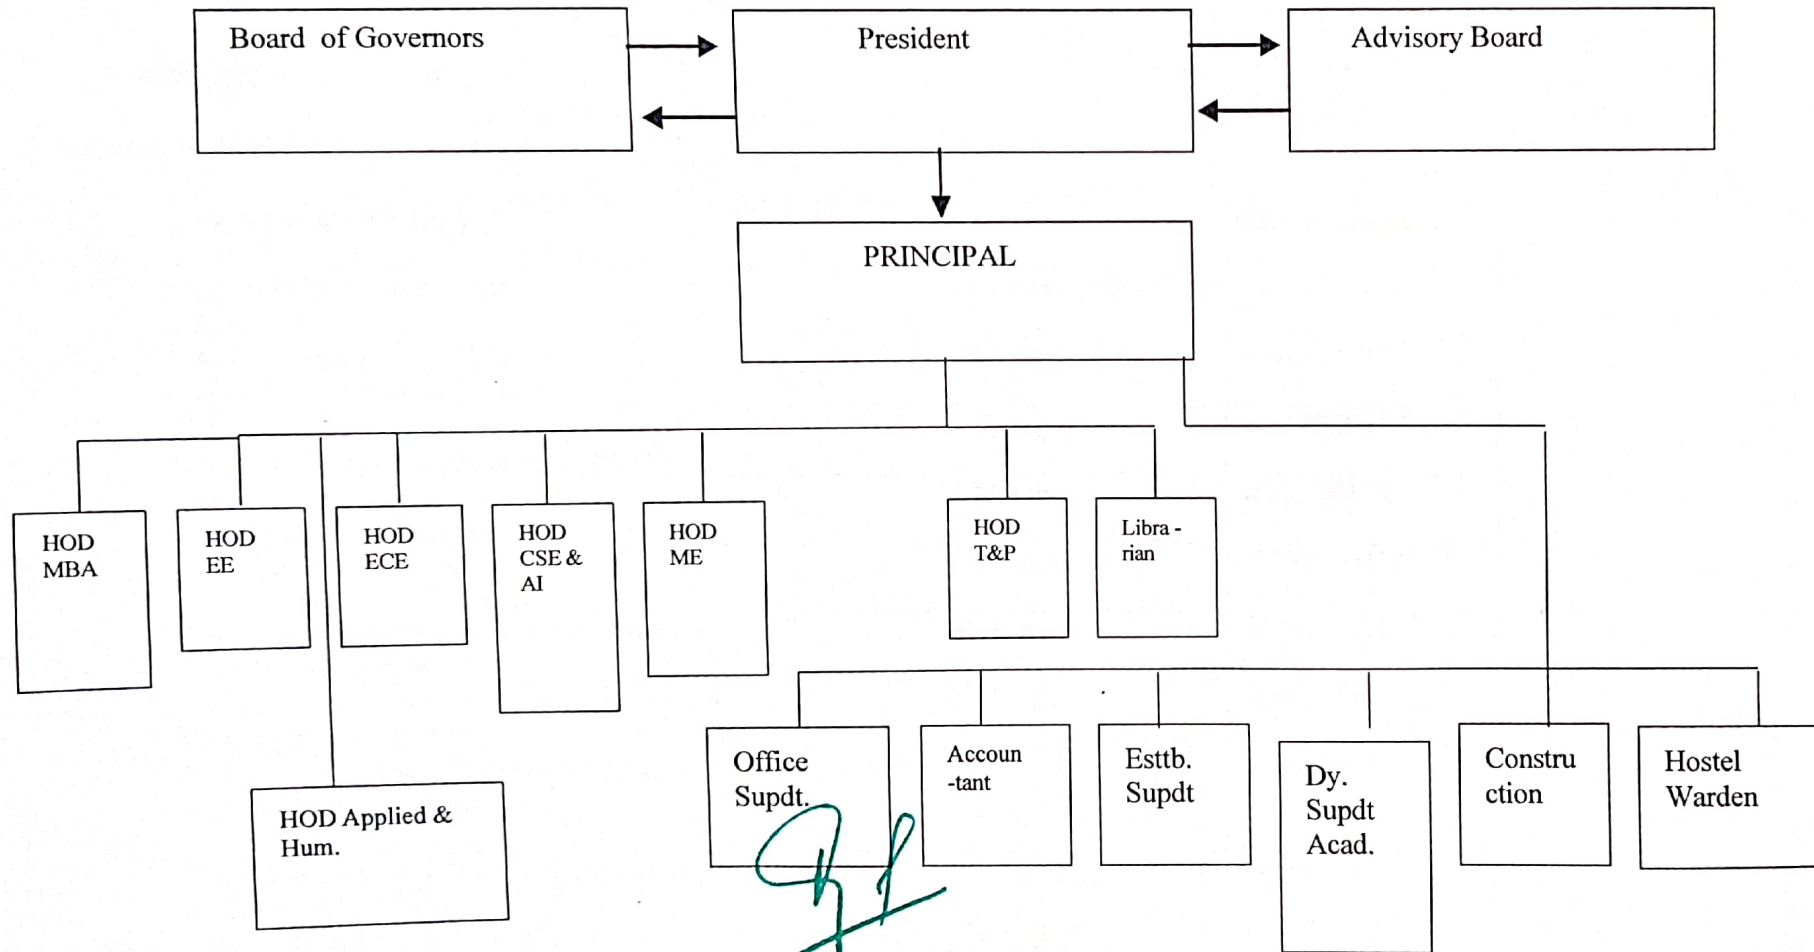 Board of Governors
President
Advisory Board
PRINCIPAL
HOD
MBA
HOD
EE
HOD
ECE
HOD
CSE &
AI
HOD
ME
HOD
T&P
Libra -
rian
HOD Applied &
Hum.
Office
Supdt.
Accoun
-tant
Esttb.
Supdt
Dy.
Supdt
Acad.
Constru
ction
Hostel
Warden